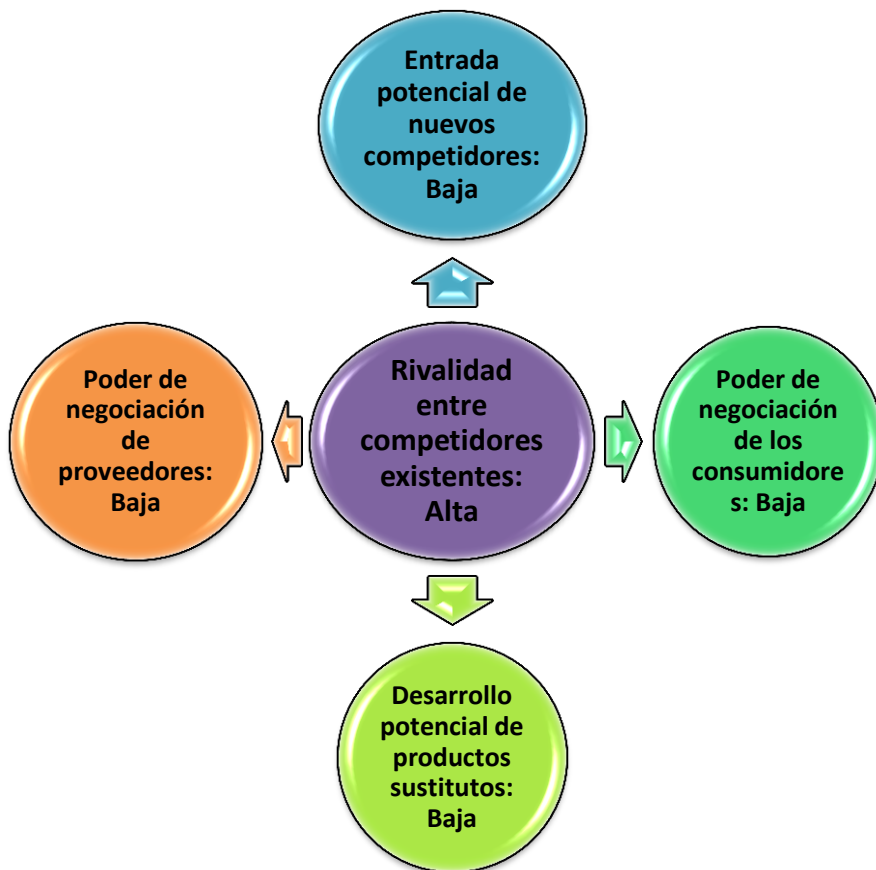 Entrada
potencial de
nuevos
competidores:
Baja
Poder de
negociación
de
proveedores:
Baja
Rivalidad
entre
competidores
existentes:
Alta
Poder de
negociación
de los
consumidore
s: Baja
Desarrollo
potencial de
productos
sustitutos:
Baja